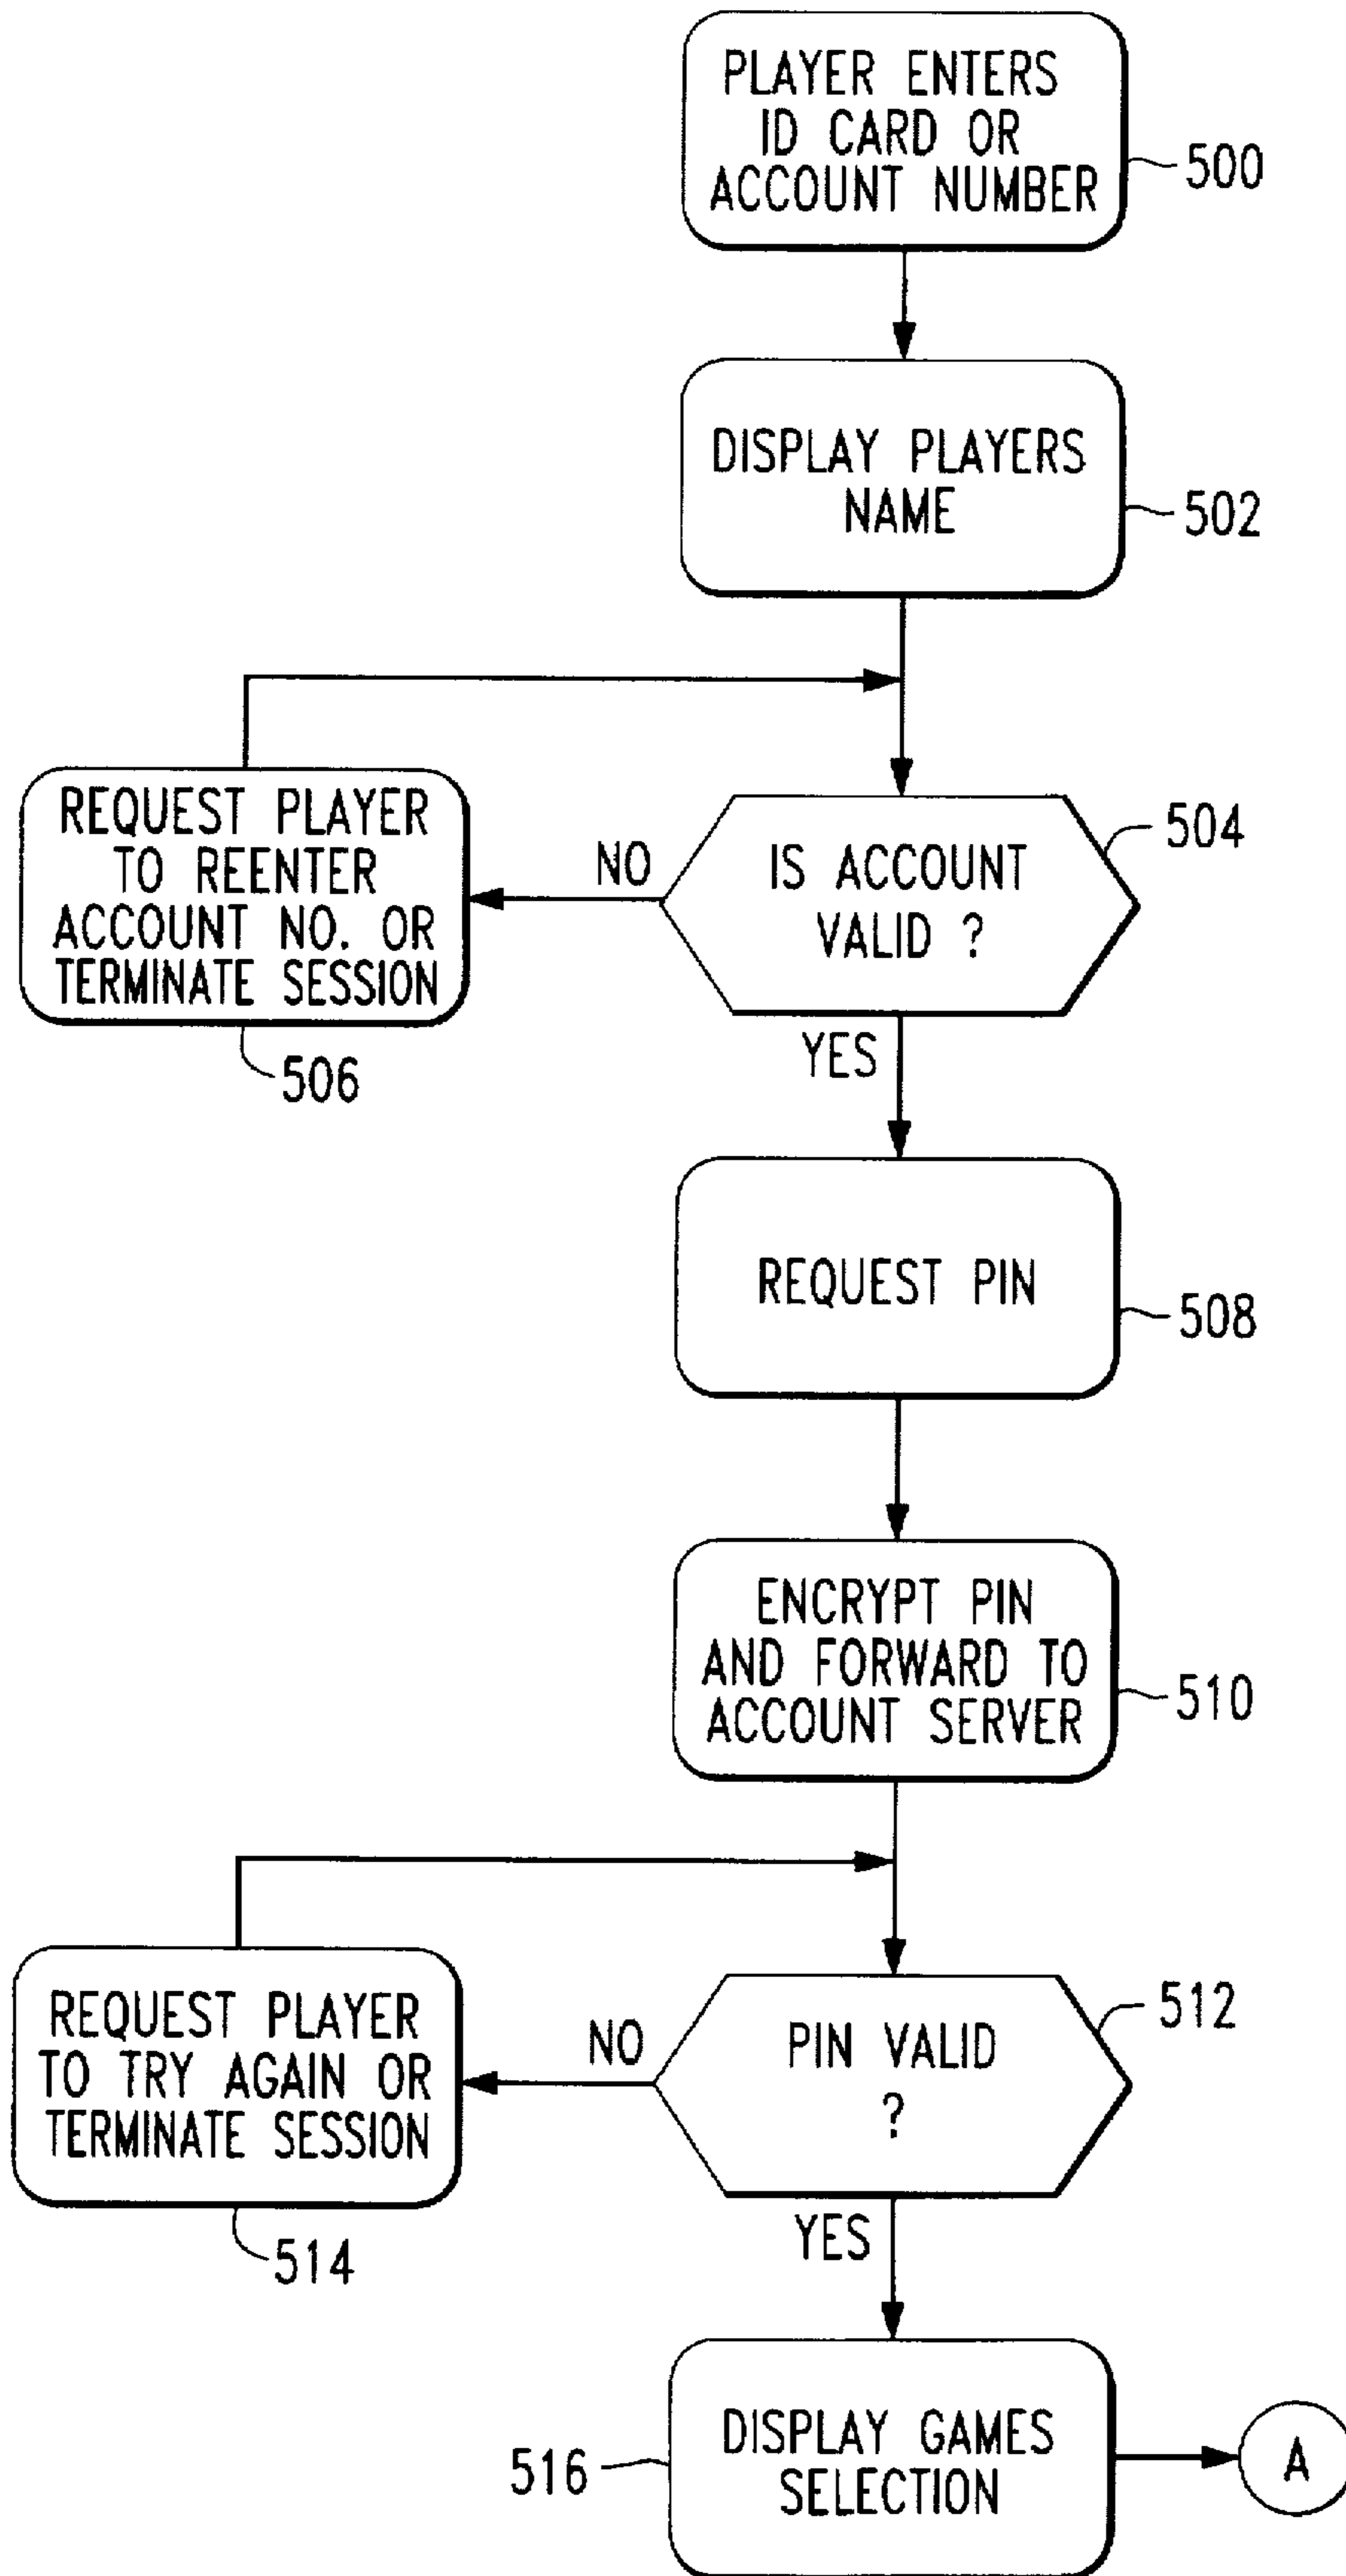 PLAYER ENTERS
ID CARD OR
ACCOUNT NUMBER
500
DISPLAY PLAYERS
NAME
502
REQUEST PLAYER
TO REENTER
ACCOUNT NO. OR
TERMINATE SESSION
506
NO
IS ACCOUNT
VALID ?
504
YES
REQUEST PIN
508
ENCRYPT PIN
AND FORWARD TO
ACCOUNT SERVER
510
REQUEST PLAYER
TO TRY AGAIN OR
TERMINATE SESSION
514
NO
PIN VALID
?
512
YES
DISPLAY GAMES
SELECTION
516
A